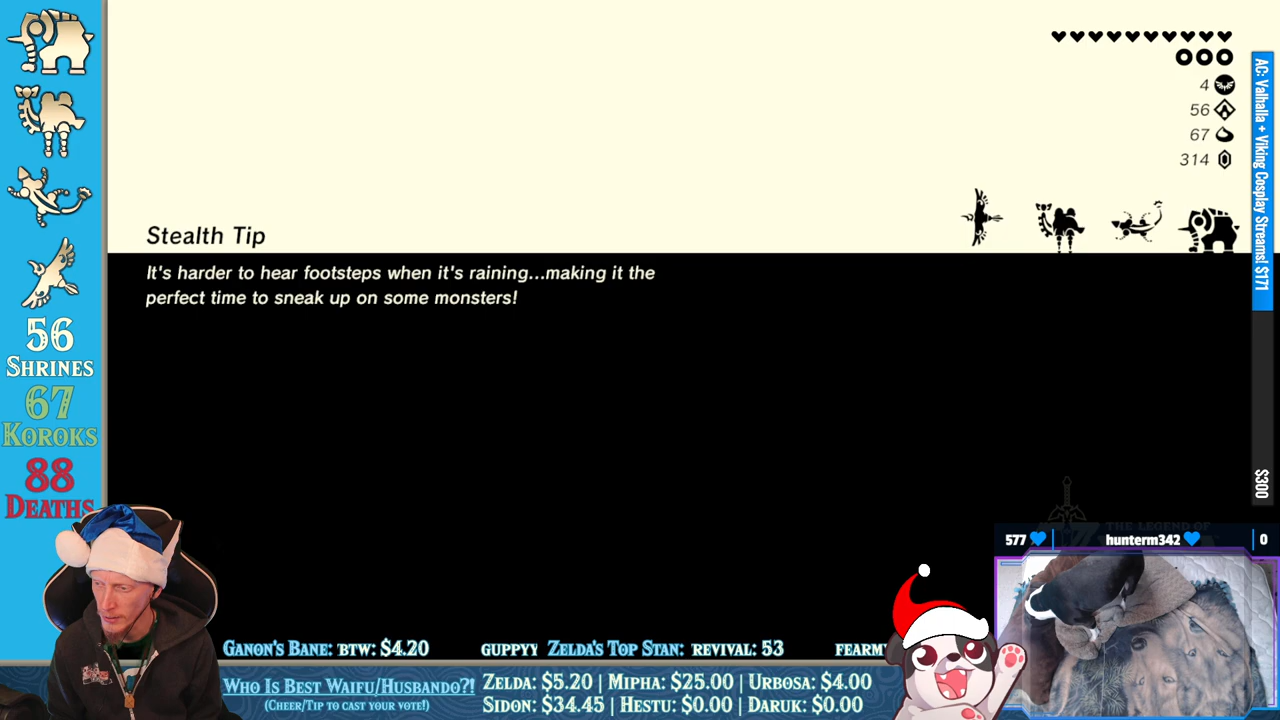 56
SHRINES
67
KOROKS
88
DEATHS
4
56
67
314
Stealth Tip
It's harder to hear footsteps when it's raining...making it the
perfect time to sneak up on some monsters!
AC: Valhalla + Viking Cosplay Streams! $171
$300
THE LEGEND OF
577
hunterm342
0
GANON'S BANE: BTW: $4.20
GUPPYY
ZELDA'S TOP STAN: REVIVAL: 53
FEARM
WHO IS BEST WAIFU/HUSBANDO?!
(CHEER/TIP TO CAST YOUR VOTE!)
ZELDA: $5.20 | MIPHA: $25.00 | URBOSA: $4.00
SIDON: $34.45 | HESTU: $0.00 | DARUK: $0.00